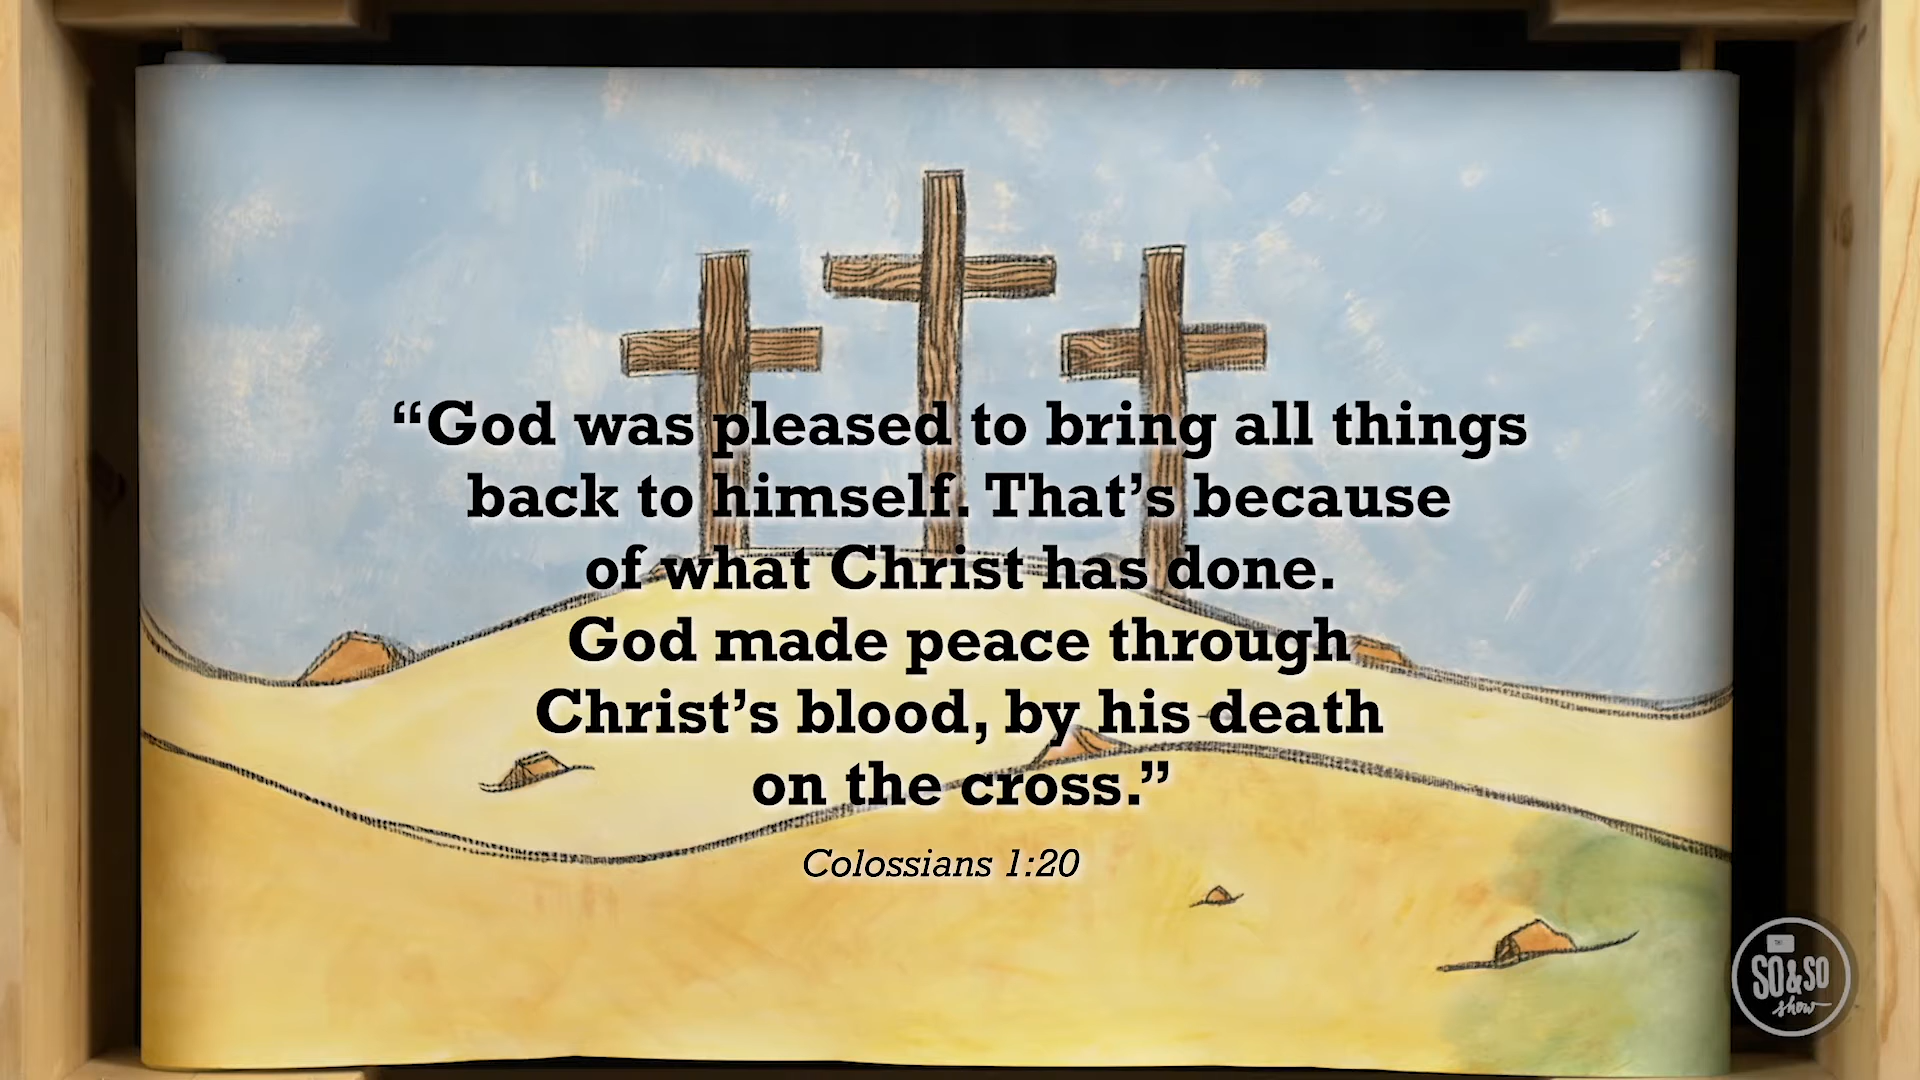 “God was pleased to bring all things
back to himself. That’s because
of what Christ has done.
God made peace through
Christ’s blood, by his death
on the cross.”
Colossians 1:20
SO&SO
show